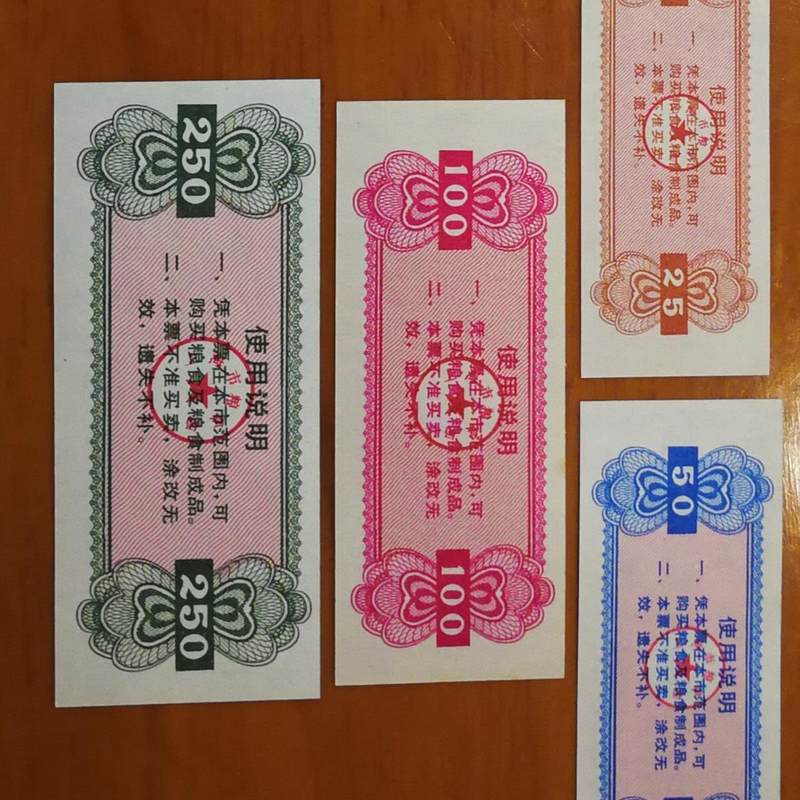 250
使用说明
一、凭本票在本市范围内,可
购买粮食及粮食制成品。
二、本票不准买卖,涂改无
效,遗失不补。
250
100
使用说明
一、凭本票在本市范围内,可
购买粮食及粮食制成品。
二、本票不准买卖,涂改无
效,遗失不补。
100
使用说明
一、凭本票在本市范围内,可
购买粮食及粮食制成品。
二、本票不准买卖,涂改无
效,遗失不补。
25
50
使用说明
一、凭本票在本市范围内,可
购买粮食及粮食制成品。
二、本票不准买卖,涂改无
效,遗失不补。